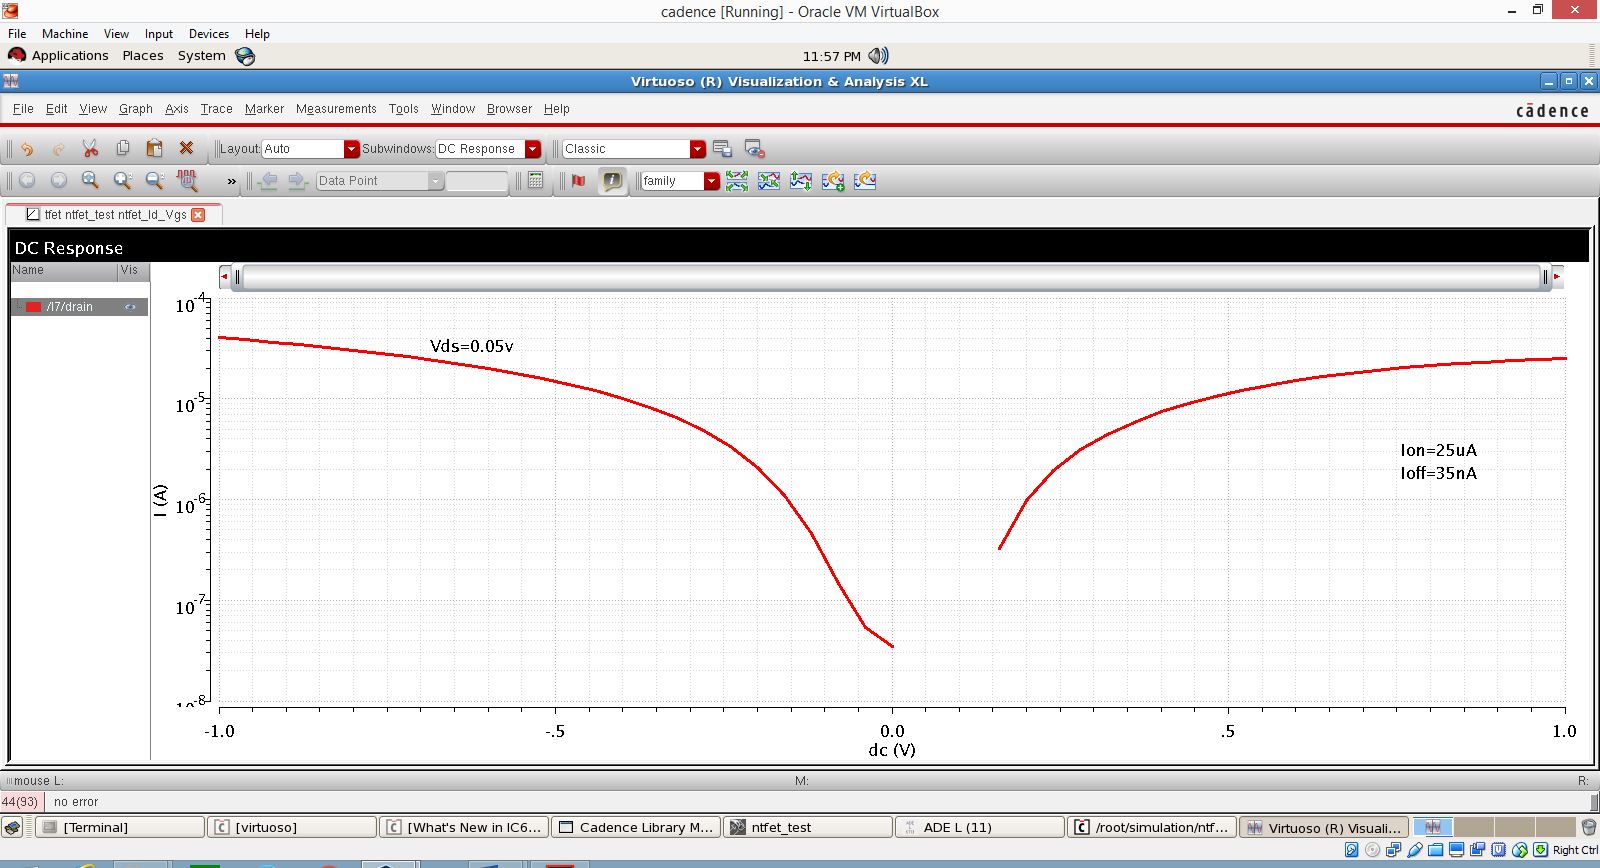 cadence [Running] - Oracle VM VirtualBox
File Machine View Input Devices Help
Applications Places System 11:57 PM
Virtuoso (R) Visualization & Analysis XL
File Edit View Graph Axis Trace Marker Measurements Tools Window Browser Help
cādence
Layout: Auto Subwindows: DC Response Classic
» Data Point family
tfet ntfet_test ntfet_Id_Vgs
DC Response
Name Vis
/I7/drain
10^-4
Vds=0.05v
10^-5
Ion=25uA
Ioff=35nA
I (A)
10^-6
10^-7
10^-8
-1.0 -.5 0.0 .5 1.0
dc (V)
mouse L: M: R:
44(93) no error
[Terminal] [virtuoso] [What's New in IC6... Cadence Library M... ntfet_test ADE L (11) /root/simulation/ntf... Virtuoso (R) Visuali...
Right Ctrl